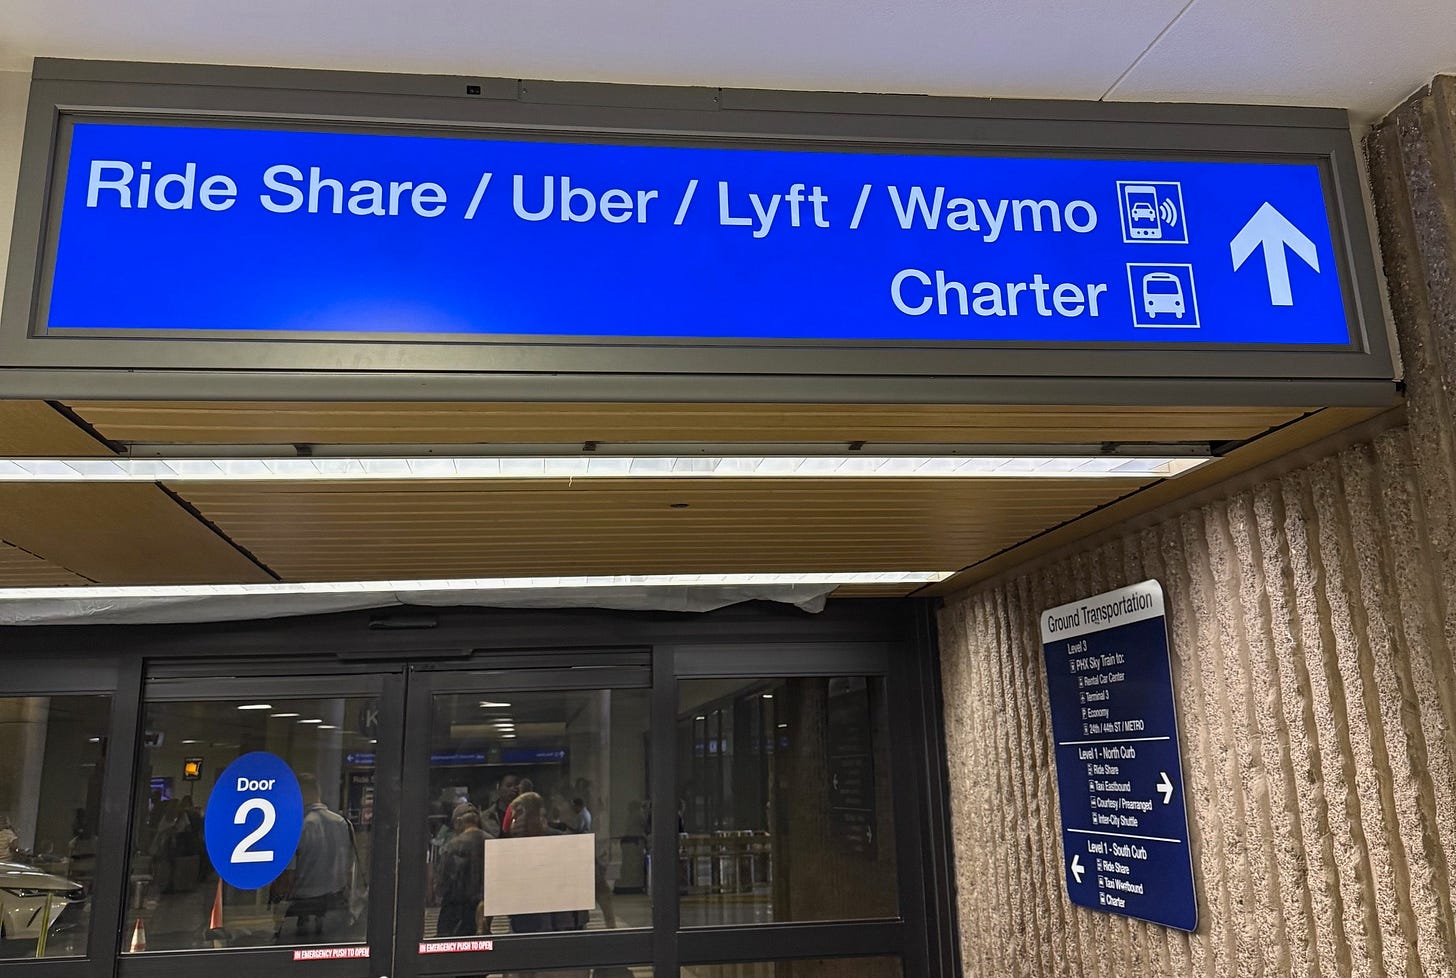 Ride Share / Uber / Lyft / Waymo
Charter
Ground Transportation
Level 3
PHX Sky Train to:
Rental Car Center
Terminal 3
P Economy
24th / 44th ST / METRO
Level 1 - North Curb
Ride Share
Taxi Eastbound
Courtesy / Prearranged
Inter-City Shuttle
Level 1 - South Curb
Ride Share
Taxi Westbound
Charter
Door
2
K
IN EMERGENCY PUSH TO OPEN
IN EMERGENCY PUSH TO OPEN